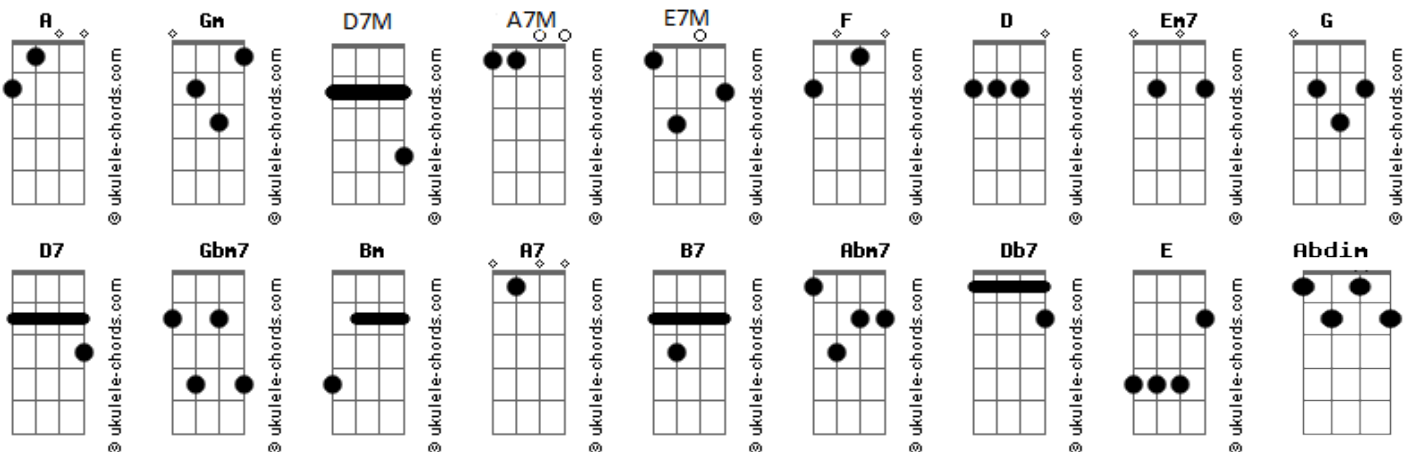 A Gm D7M A7M E7M F D Em7 G
© ukulele-chords.com © ukulele-chords.com © ukulele-chords.com © ukulele-chords.com © ukulele-chords.com © ukulele-chords.com © ukulele-chords.com © ukulele-chords.com © ukulele-chords.com
D7 Gbm7 Bm A7 B7 Abm7 Db7 E Abdim
© ukulele-chords.com © ukulele-chords.com © ukulele-chords.com © ukulele-chords.com © ukulele-chords.com © ukulele-chords.com © ukulele-chords.com © ukulele-chords.com